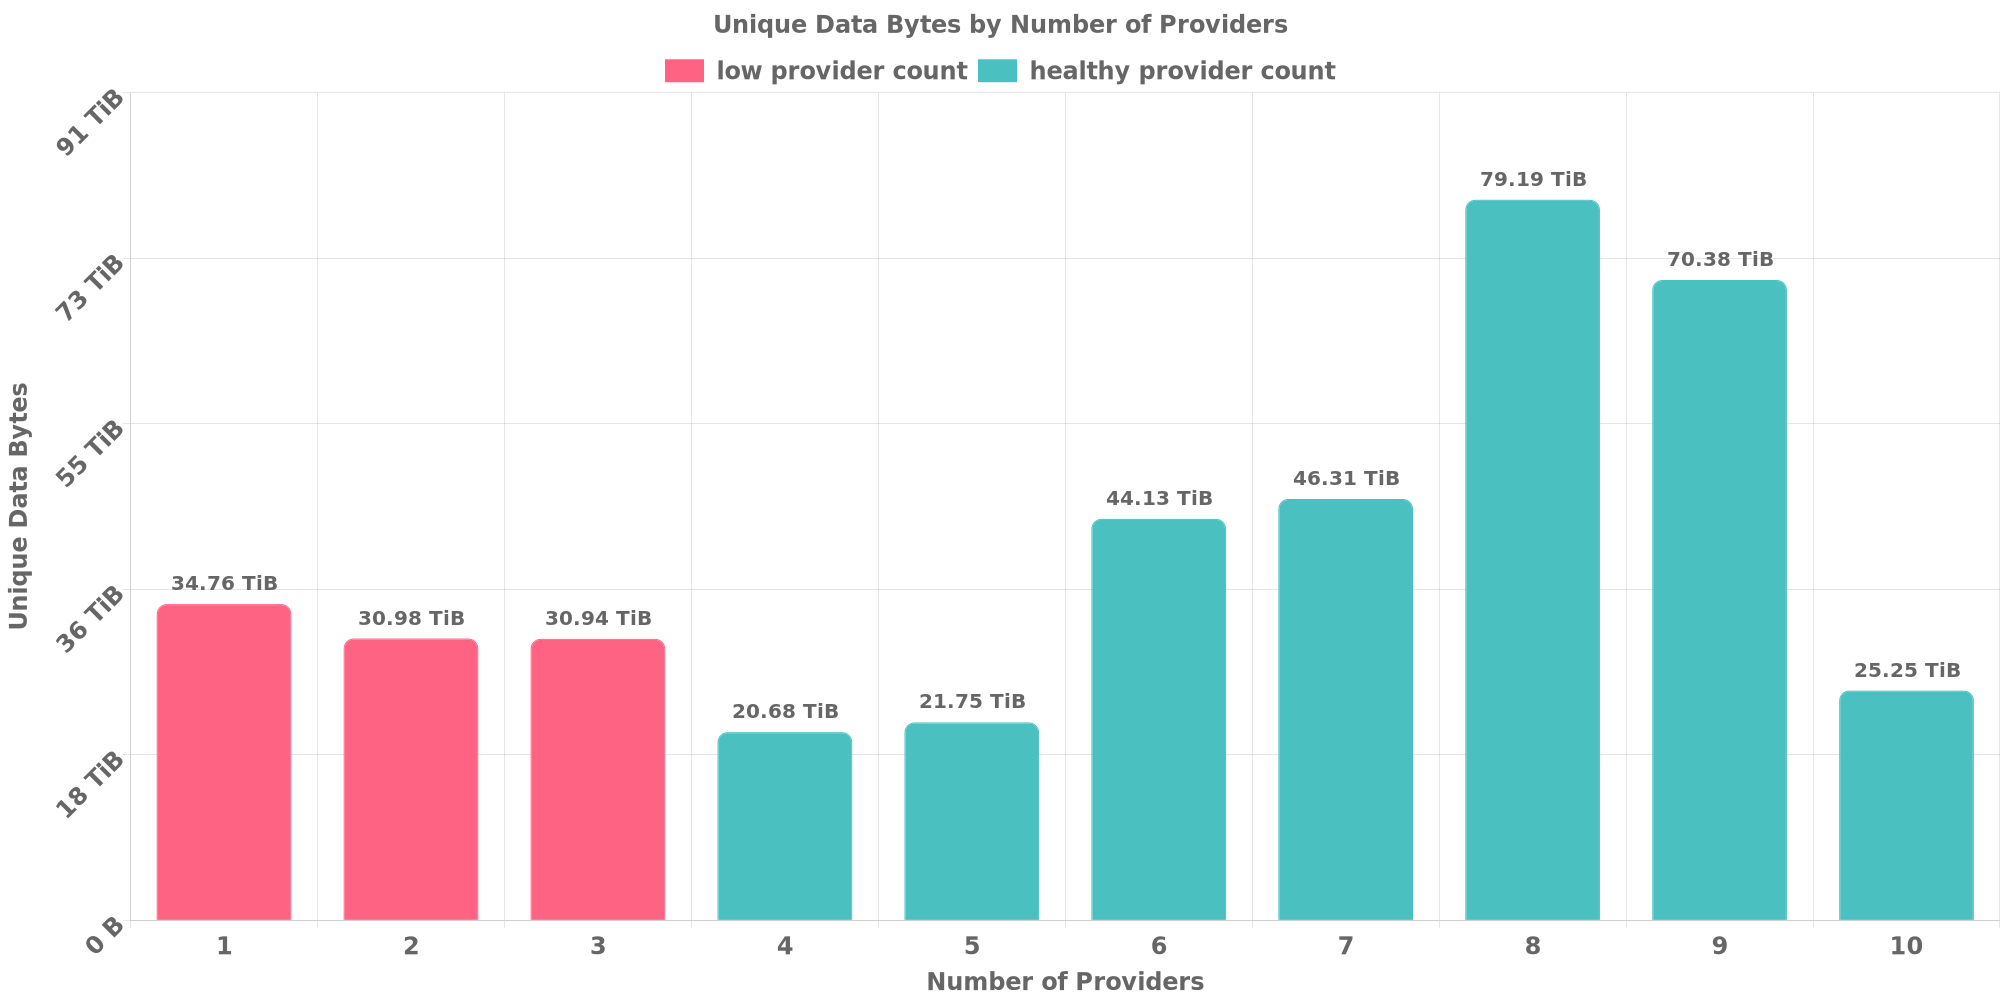 Unique Data Bytes by Number of Providers
low provider count healthy provider count
91 TiB
73 TiB
55 TiB
36 TiB
18 TiB
0 B
Unique Data Bytes
34.76 TiB
30.98 TiB
30.94 TiB
20.68 TiB
21.75 TiB
44.13 TiB
46.31 TiB
79.19 TiB
70.38 TiB
25.25 TiB
1 2 3 4 5 6 7 8 9 10
Number of Providers